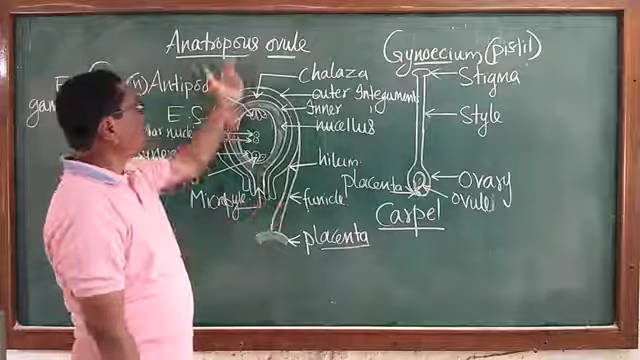 Anatropous ovule
Chalaza
outer Integument
Inner
nucellus
hilum
funicle
placenta
Antipo
E.S
Micropyle
Gynoecium (pistil)
Stigma
Style
Ovary
ovule
placenta
Carpel